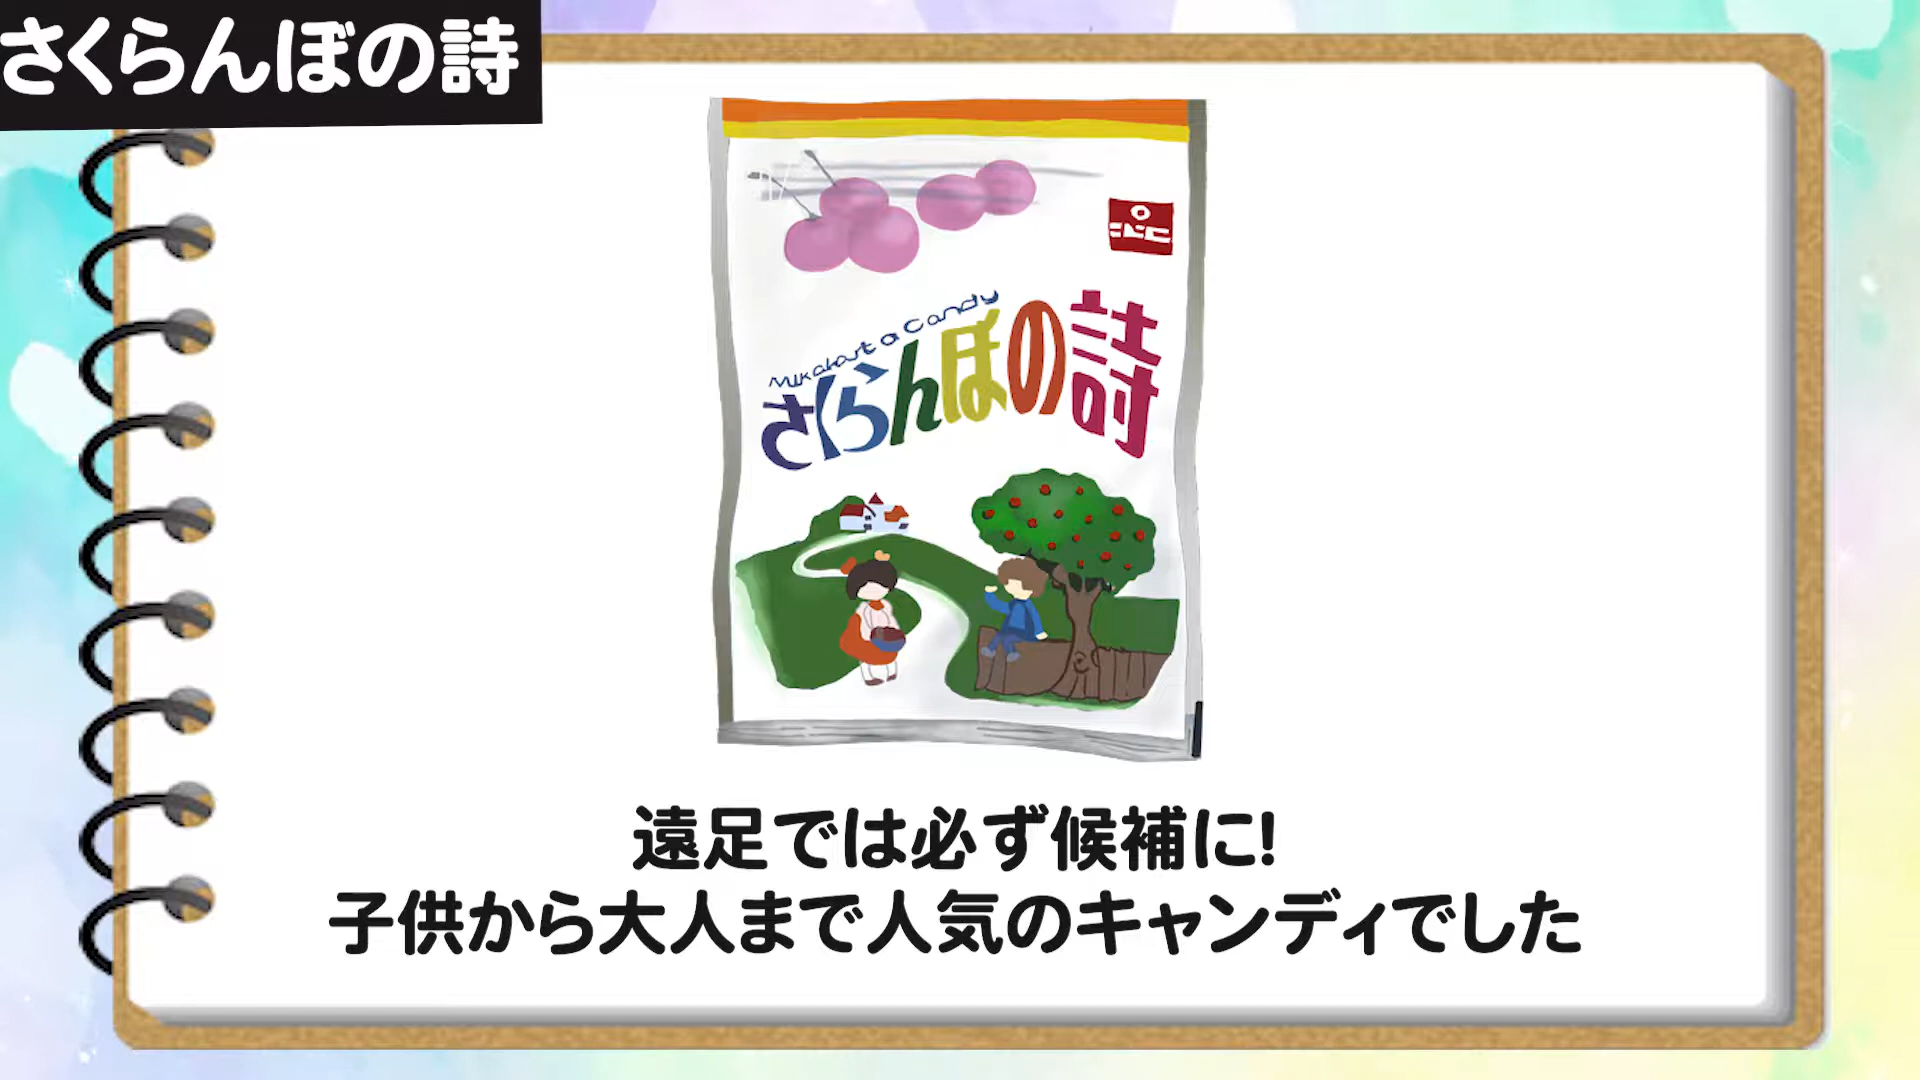 さくらんぼの詩
Mikakuto Candy
さくらんぼの詩
遠足では必ず候補に!
子供から大人まで人気のキャンディでした